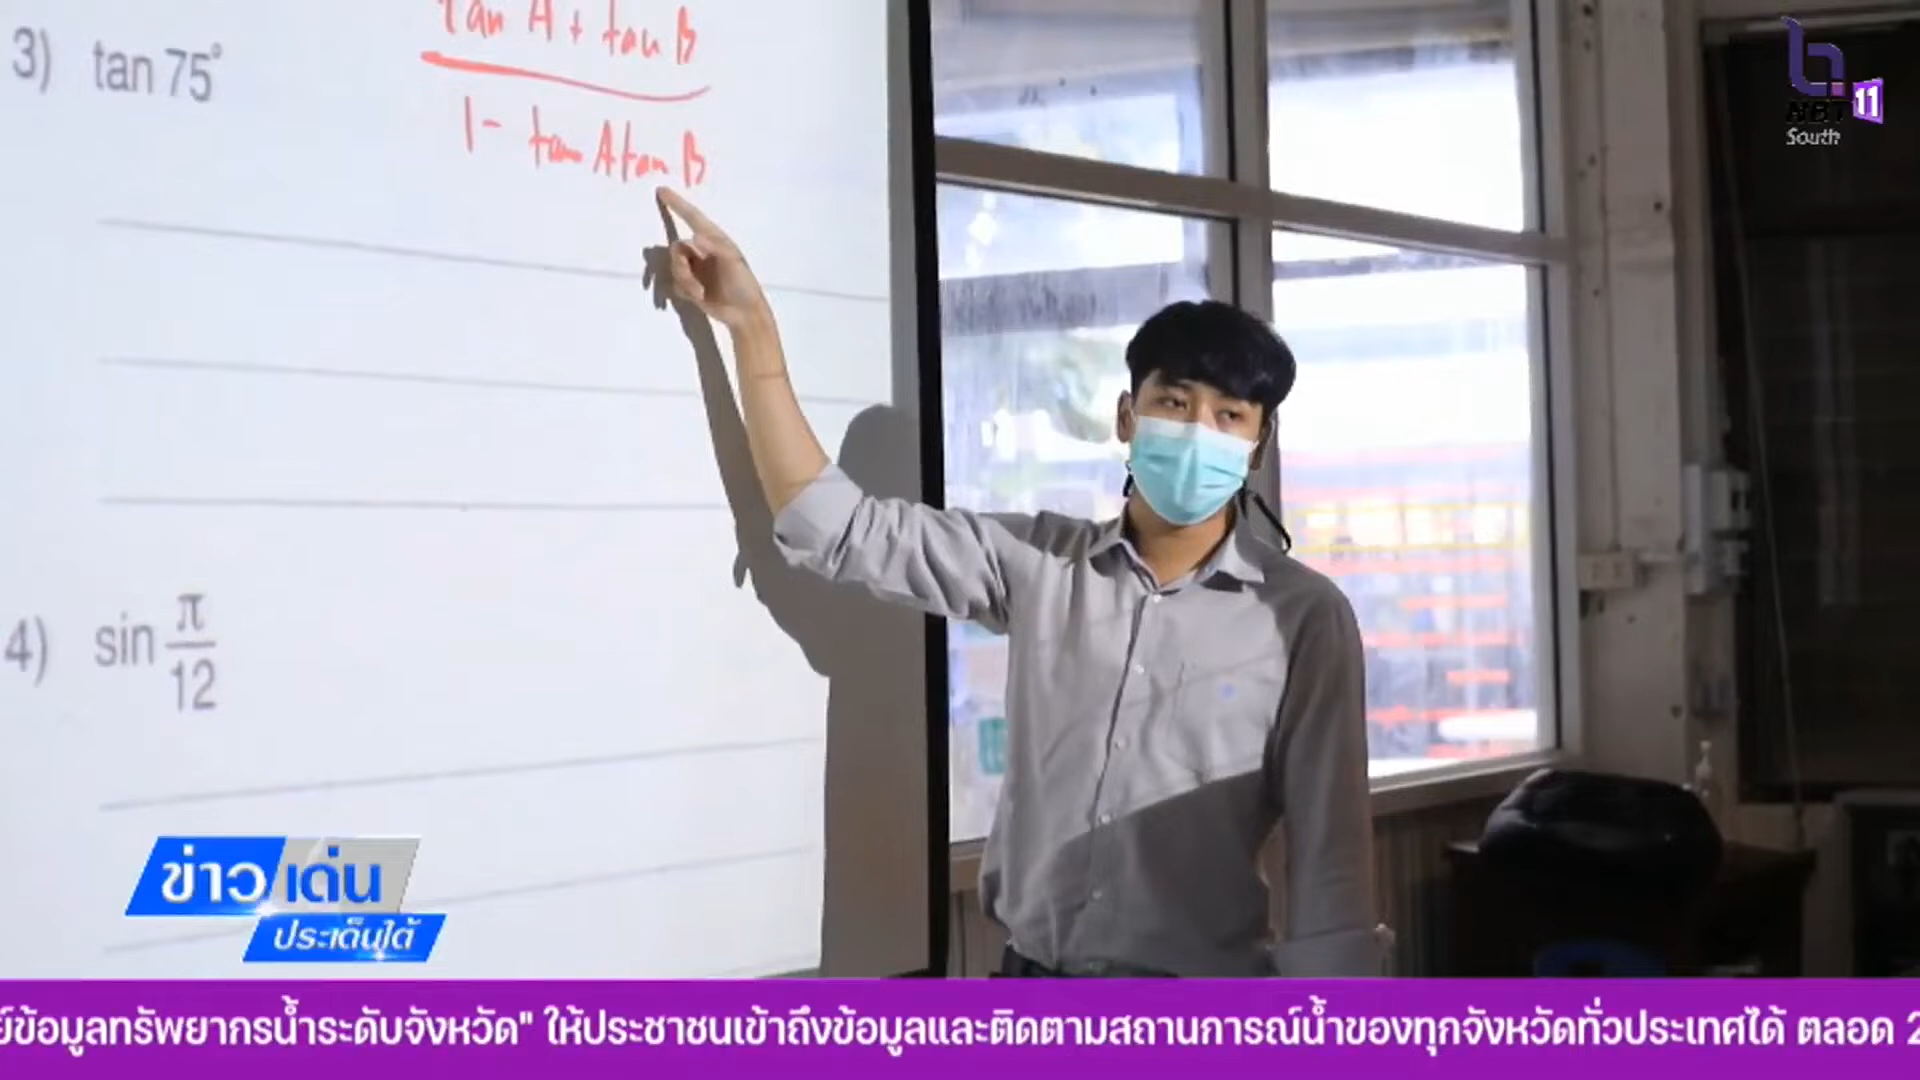 3) tan 75°
tan A + tan B
1 - tan A tan B
4) sin π/12
NBT 11
South
ข่าวเด่น
ประเด็นใต้
ข้อมูลทรัพยากรน้ำระดับจังหวัด" ให้ประชาชนเข้าถึงข้อมูลและติดตามสถานการณ์น้ำของทุกจังหวัดทั่วประเทศได้ ตลอด